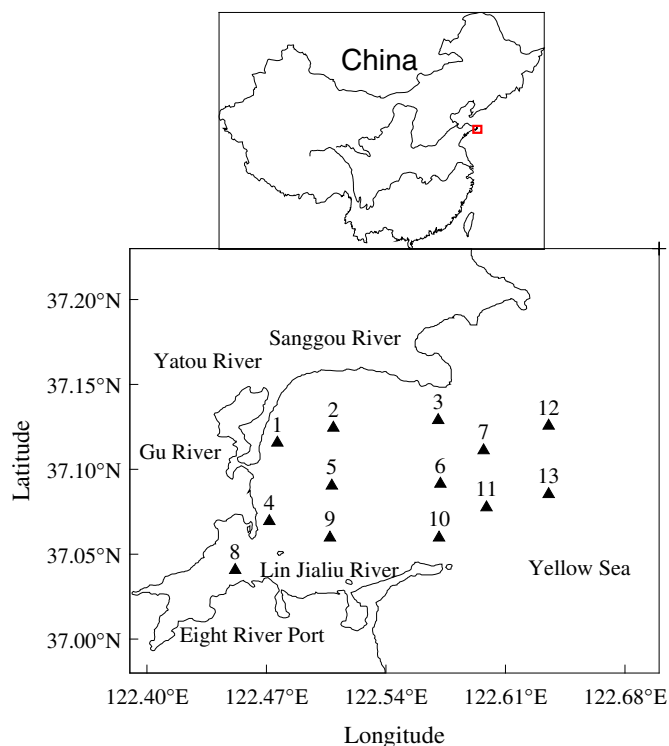 China
37.20°N
Sanggou River
Yatou River
37.15°N
3
12
1
2
7
Gu River
37.10°N
5
6
13
11
4
9
10
37.05°N
8
Lin Jialiu River
Yellow Sea
37.00°N
Eight River Port
122.40°E
122.47°E
122.54°E
122.61°E
122.68°E
Latitude
Longitude